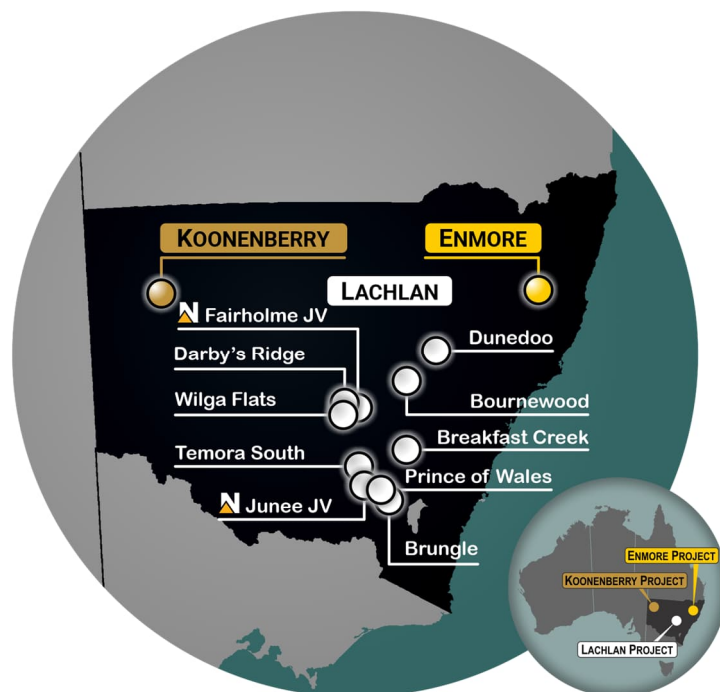 KOONENBERRY
ENMORE
LACHLAN
Fairholme JV
Dunedoo
Darby's Ridge
Wilga Flats
Bournewood
Breakfast Creek
Temora South
Prince of Wales
Junee JV
Brungle
ENMORE PROJECT
KOONENBERRY PROJECT
LACHLAN PROJECT